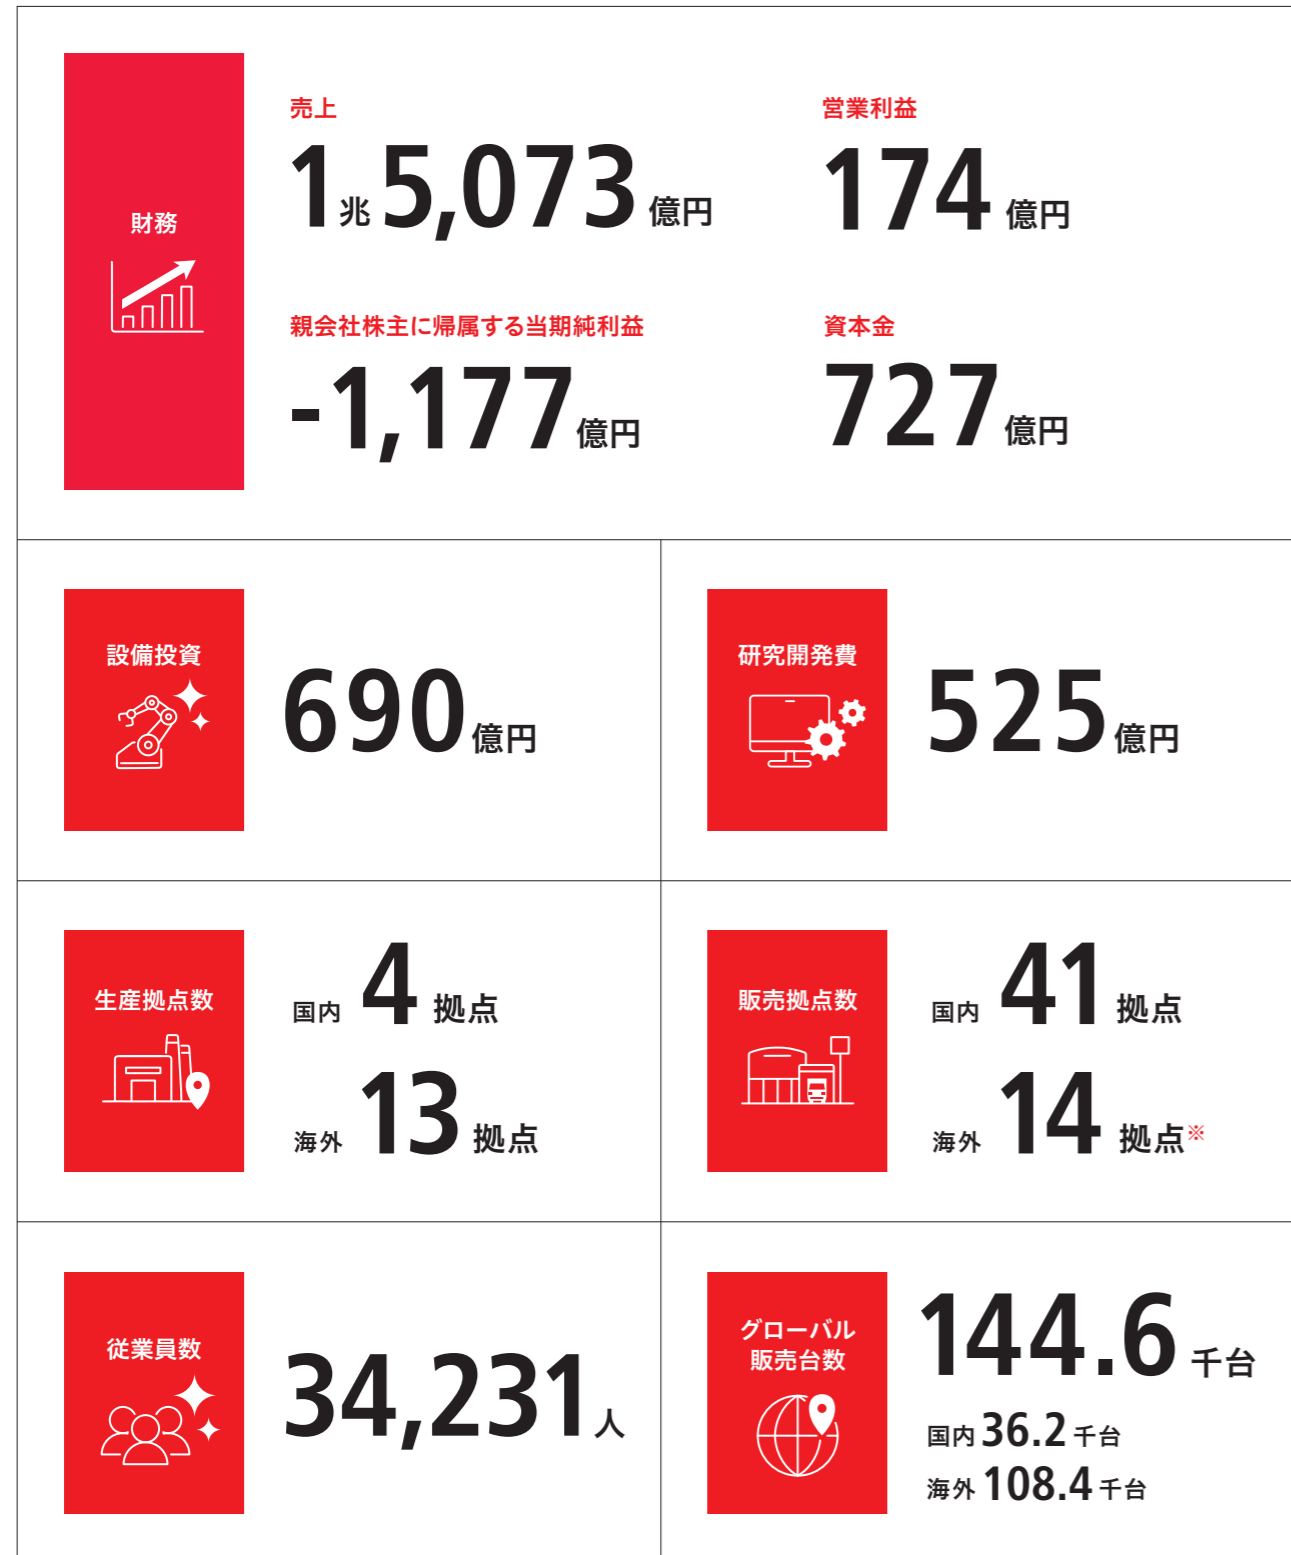 財務
売上
1兆5,073億円
営業利益
174億円
親会社株主に帰属する当期純利益
-1,177億円
資本金
727億円
設備投資
690億円
研究開発費
525億円
生産拠点数
国内 4 拠点
海外 13 拠点
販売拠点数
国内 41 拠点
海外 14 拠点※
従業員数
34,231人
グローバル
販売台数
144.6千台
国内36.2千台
海外108.4千台